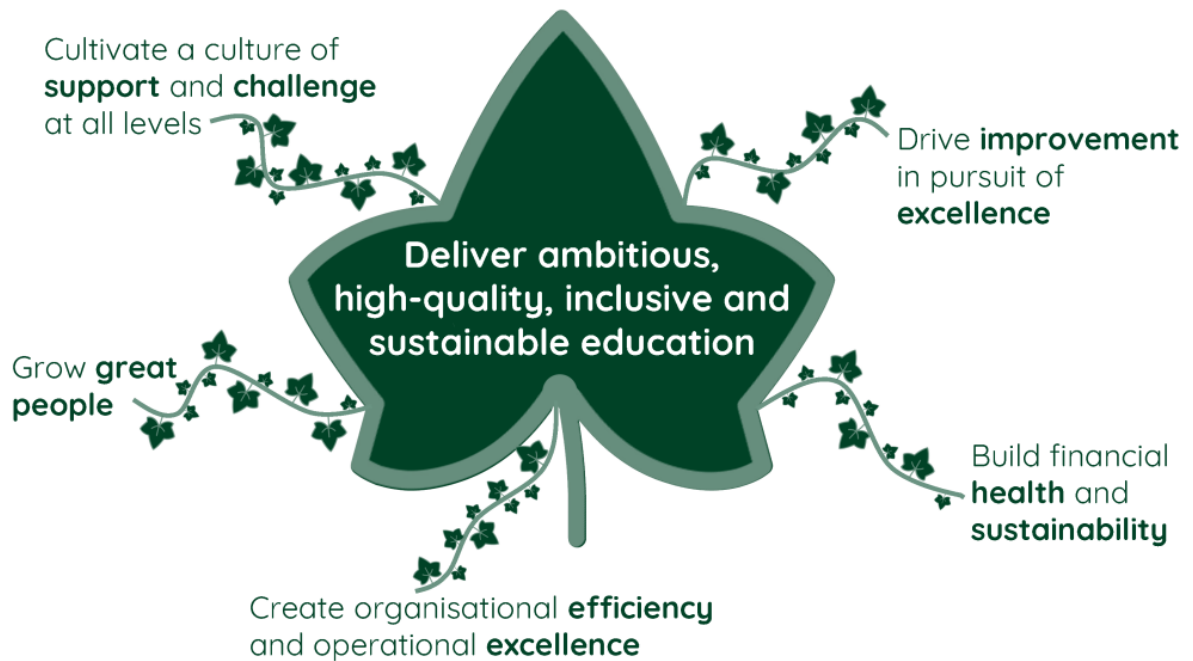 Cultivate a culture of
support and challenge
at all levels
Drive improvement
in pursuit of
excellence
Deliver ambitious,
high-quality, inclusive and
sustainable education
Grow great
people
Build financial
health and
sustainability
Create organisational efficiency
and operational excellence